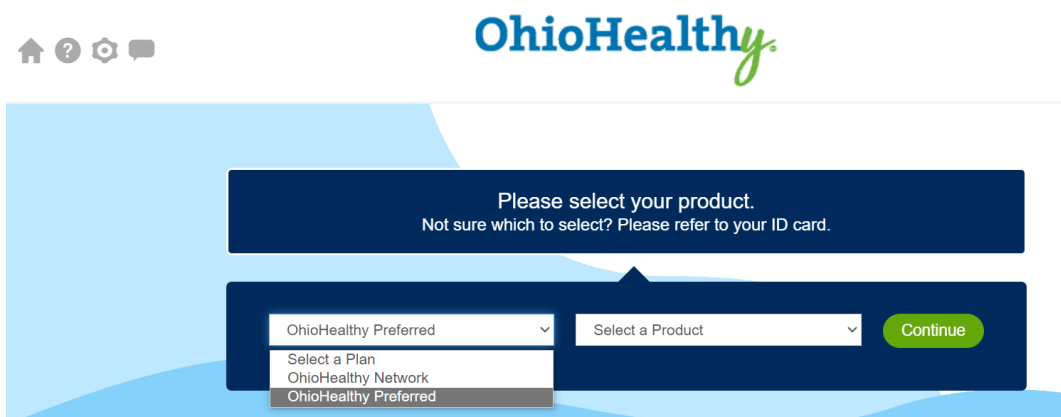 OhioHealthy
Please select your product.
Not sure which to select? Please refer to your ID card.
OhioHealthy Preferred
Select a Product
Continue
Select a Plan
OhioHealthy Network
OhioHealthy Preferred